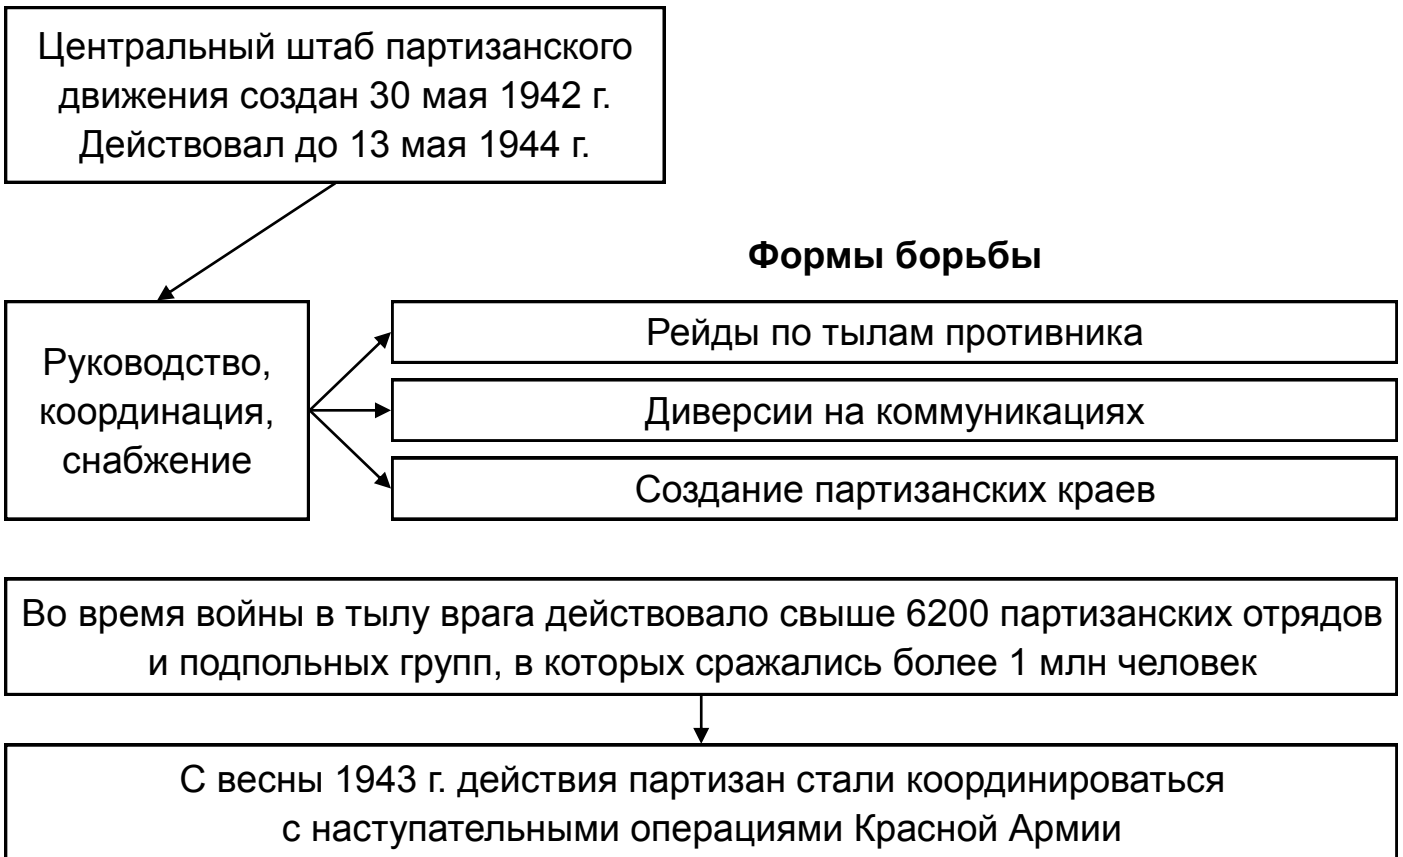 Центральный штаб партизанского
движения создан 30 мая 1942 г.
Действовал до 13 мая 1944 г.
Формы борьбы
Руководство,
координация,
снабжение
Рейды по тылам противника
Диверсии на коммуникациях
Создание партизанских краев
Во время войны в тылу врага действовало свыше 6200 партизанских отрядов
и подпольных групп, в которых сражались более 1 млн человек
С весны 1943 г. действия партизан стали координироваться
с наступательными операциями Красной Армии